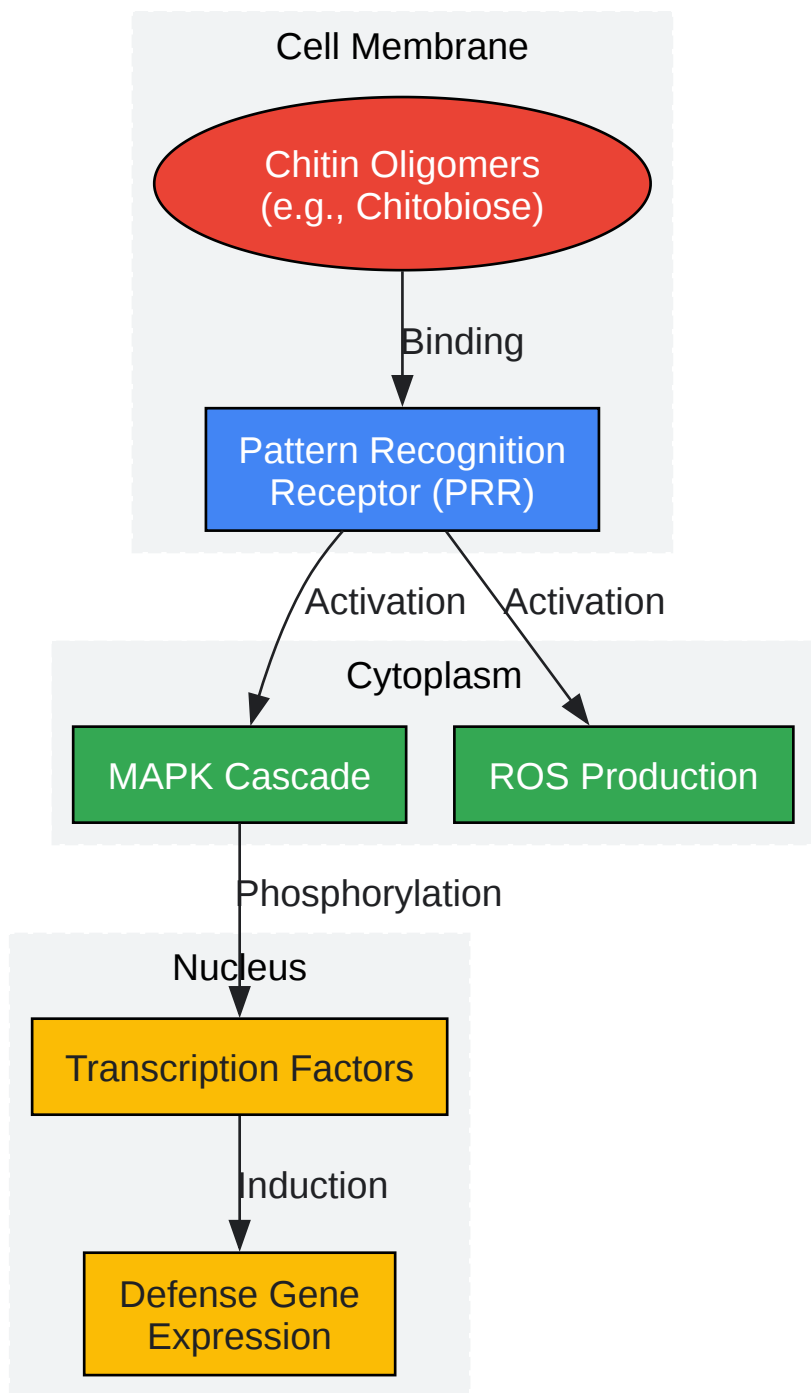 Cell Membrane
Chitin Oligomers
(e.g., Chitobiose)
Binding
Pattern Recognition
Receptor (PRR)
Activation
Activation
Cytoplasm
MAPK Cascade
ROS Production
Phosphorylation
Nucleus
Transcription Factors
Induction
Defense Gene
Expression